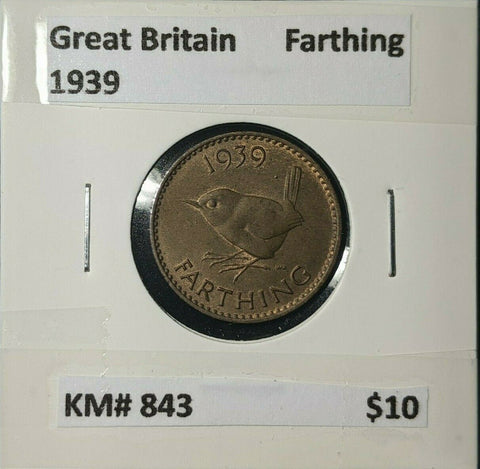 Great Britain Farthing
1939
1939
FARTHING
KM# 843 $10